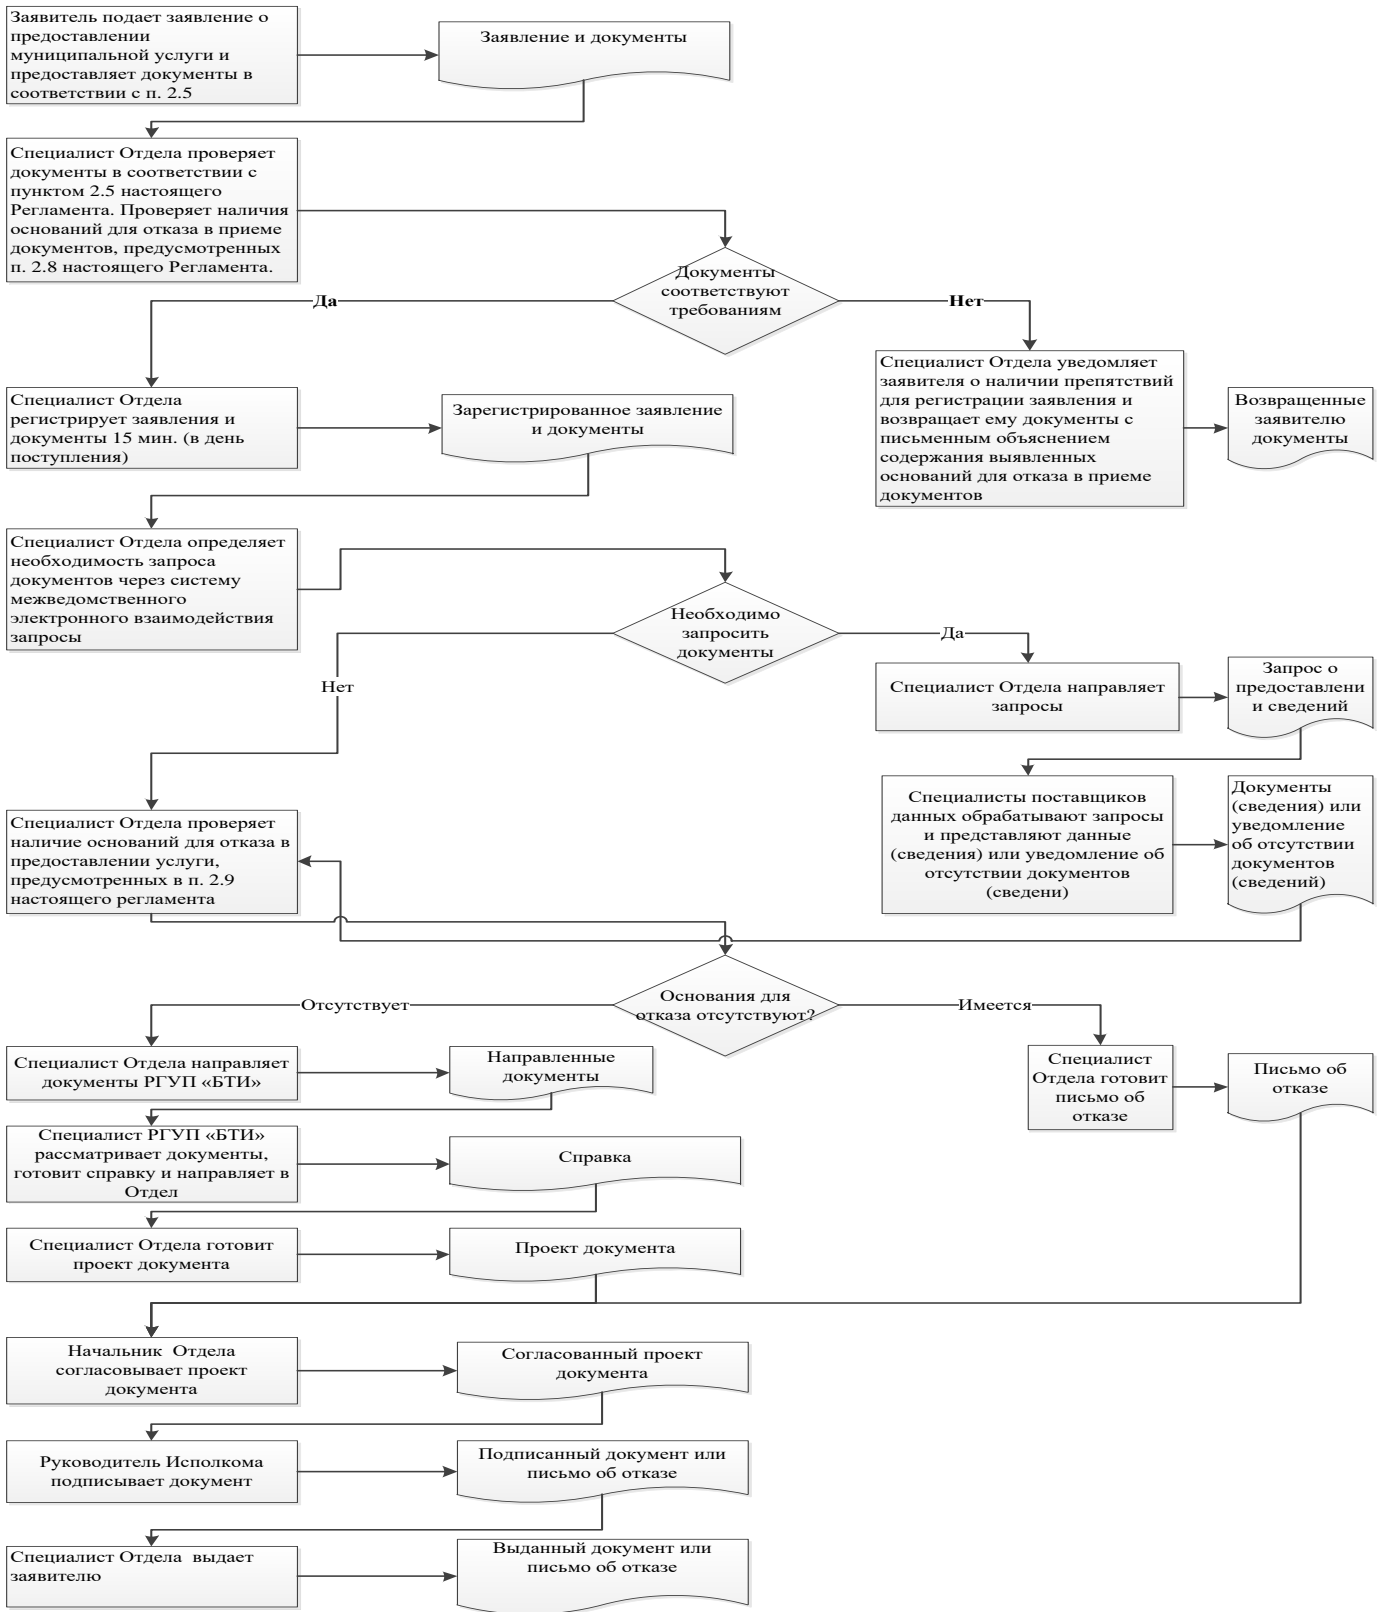 Заявитель подает заявление о
предоставлении
муниципальной услуги и
предоставляет документы в
соответствии с п. 2.5
Заявление и документы
Специалист Отдела проверяет
документы в соответствии с
пунктом 2.5 настоящего
Регламента. Проверяет наличия
оснований для отказа в приеме
документов, предусмотренных
п. 2.8 настоящего Регламента.
Документы
соответствуют
требованиям
Да
Нет
Специалист Отдела
регистрирует заявления и
документы 15 мин. (в день
поступления)
Зарегистрированное заявление
и документы
Специалист Отдела уведомляет
заявителя о наличии препятствий
для регистрации заявления и
возвращает ему документы с
письменным объяснением
содержания выявленных
оснований для отказа в приеме
документов
Возвращенные
заявителю
документы
Специалист Отдела определяет
необходимость запроса
документов через систему
межведомственного
электронного взаимодействия
запросы
Необходимо
запросить
документы
Да
Нет
Специалист Отдела направляет
запросы
Запрос о
предоставлени
и сведений
Специалисты поставщиков
данных обрабатывают запросы
и представляют данные
(сведения) или уведомление об
отсутствии документов
(сведени)
Документы
(сведения) или
уведомление
об отсутствии
документов
(сведений)
Специалист Отдела проверяет
наличие оснований для отказа в
предоставлении услуги,
предусмотренных в п. 2.9
настоящего регламента
Основания для
отказа отсутствуют?
Отсутствует
Имеется
Специалист Отдела направляет
документы РГУП «БТИ»
Направленные
документы
Специалист
Отдела готовит
письмо об
отказе
Письмо об
отказе
Специалист РГУП «БТИ»
рассматривает документы,
готовит справку и направляет в
Отдел
Справка
Специалист Отдела готовит
проект документа
Проект документа
Начальник  Отдела
согласовывает проект
документа
Согласованный проект
документа
Руководитель Исполкома
подписывает документ
Подписанный документ или
письмо об отказе
Специалист Отдела  выдает
заявителю
Выданный документ или
письмо об отказе